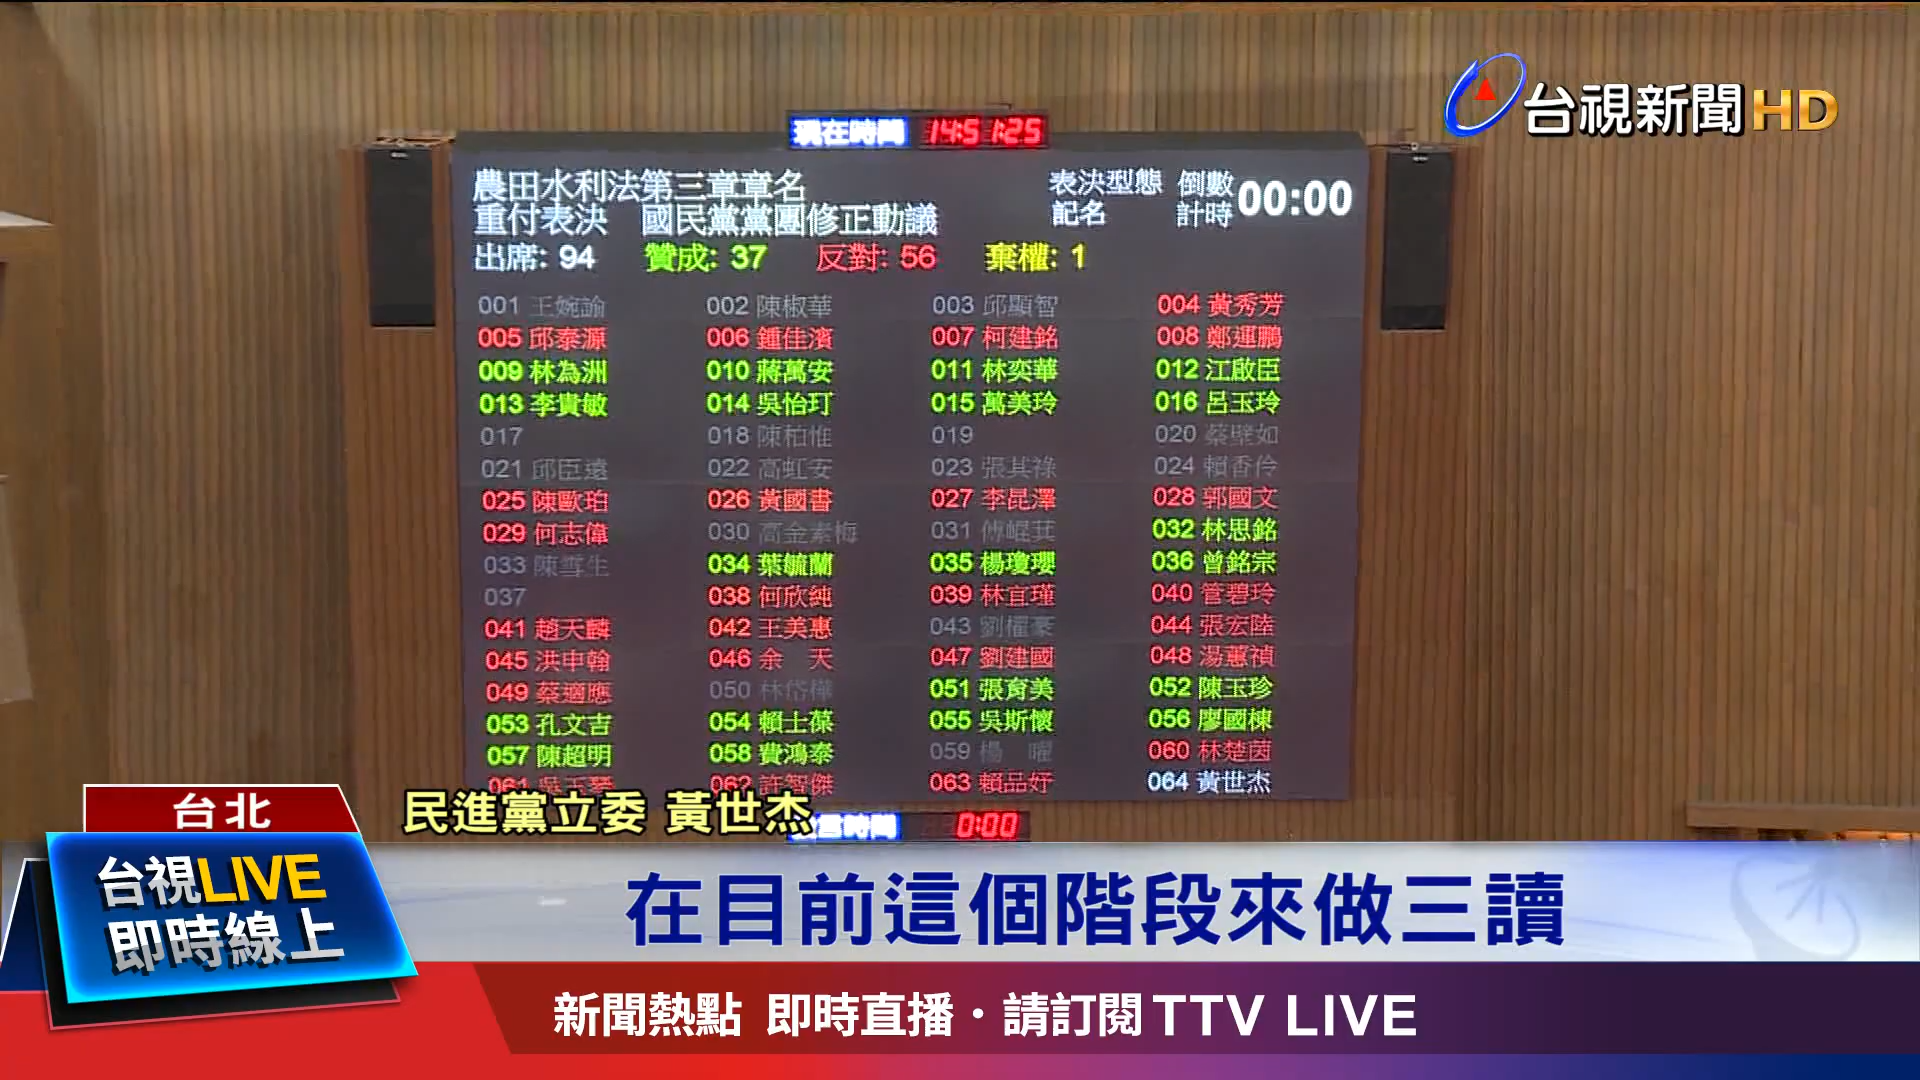 台視新聞HD
現在時間 14:51:25
農田水利法第三章章名
重付表決 國民黨黨團修正動議
表決型態 記名
倒數計時 00:00
出席: 94 贊成: 37 反對: 56 棄權: 1
001 王婉諭 002 陳椒華 003 邱顯智 004 黃秀芳
005 邱泰源 006 鍾佳濱 007 柯建銘 008 鄭運鵬
009 林為洲 010 蔣萬安 011 林奕華 012 江啟臣
013 李貴敏 014 吳怡玎 015 萬美玲 016 呂玉玲
017 018 陳柏惟 019 020 蔡壁如
021 邱臣遠 022 高虹安 023 張其祿 024 賴香伶
025 陳歐珀 026 黃國書 027 李昆澤 028 郭國文
029 何志偉 030 高金素梅 031 傅崐萁 032 林思銘
033 陳雪生 034 葉毓蘭 035 楊瓊瓔 036 曾銘宗
037 038 何欣純 039 林宜瑾 040 管碧玲
041 趙天麟 042 王美惠 043 劉櫂豪 044 張宏陸
045 洪申翰 046 余　天 047 劉建國 048 湯蕙禎
049 蔡適應 050 林岱樺 051 張育美 052 陳玉珍
053 孔文吉 054 賴士葆 055 吳斯懷 056 廖國棟
057 陳超明 058 費鴻泰 059 楊　曜 060 林楚茵
061 吳玉琴 062 許智傑 063 賴品妤 064 黃世杰
時間 0:00
台北
民進黨立委 黃世杰
台視LIVE
即時線上
在目前這個階段來做三讀
新聞熱點 即時直播・請訂閱TTV LIVE